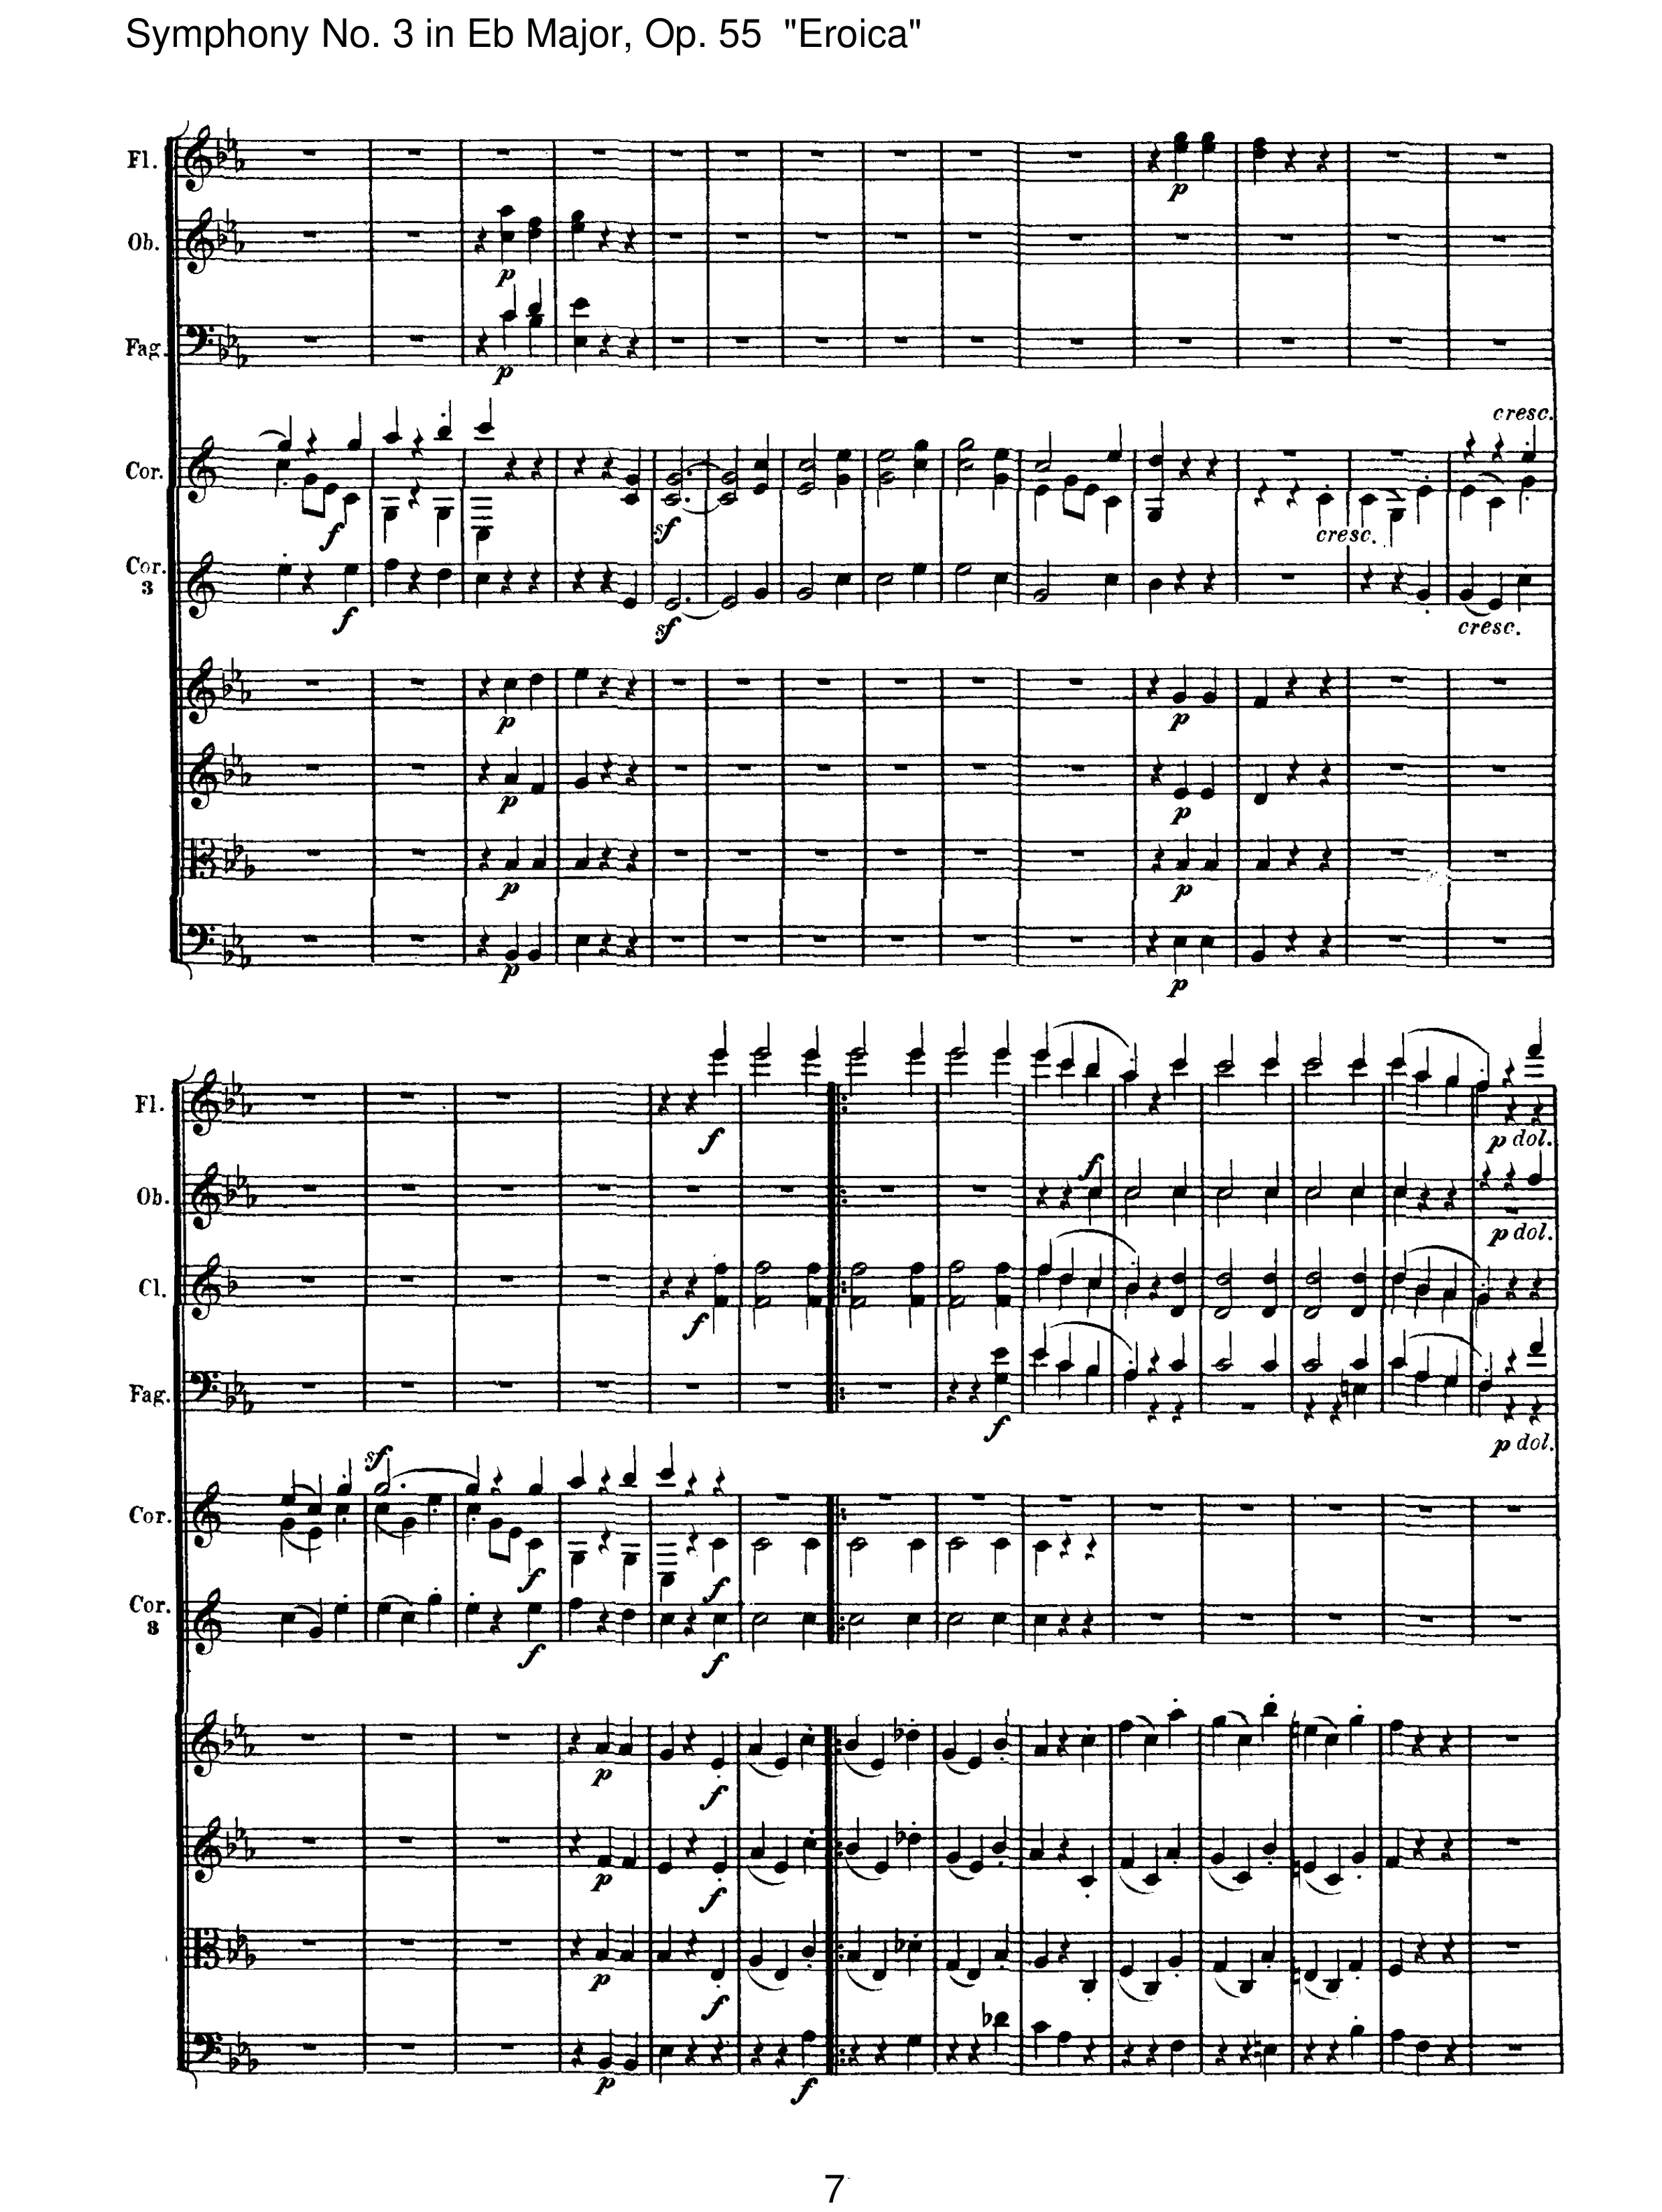 Symphony No. 3 in Eb Major, Op. 55 "Eroica"
Fl.
p
Ob.
p
Fag.
p
cresc.
Cor.
f
sf
cresc.
Cor.
3
f
sf
cresc.
p
p
p
p
p
p
p
p
Fl.
f
p dol.
f
Ob.
p dol.
Cl.
f
Fag.
f
p dol.
sf
Cor.
f
f
Cor.
3
f
f
p
f
p
f
p
f
p
f
7